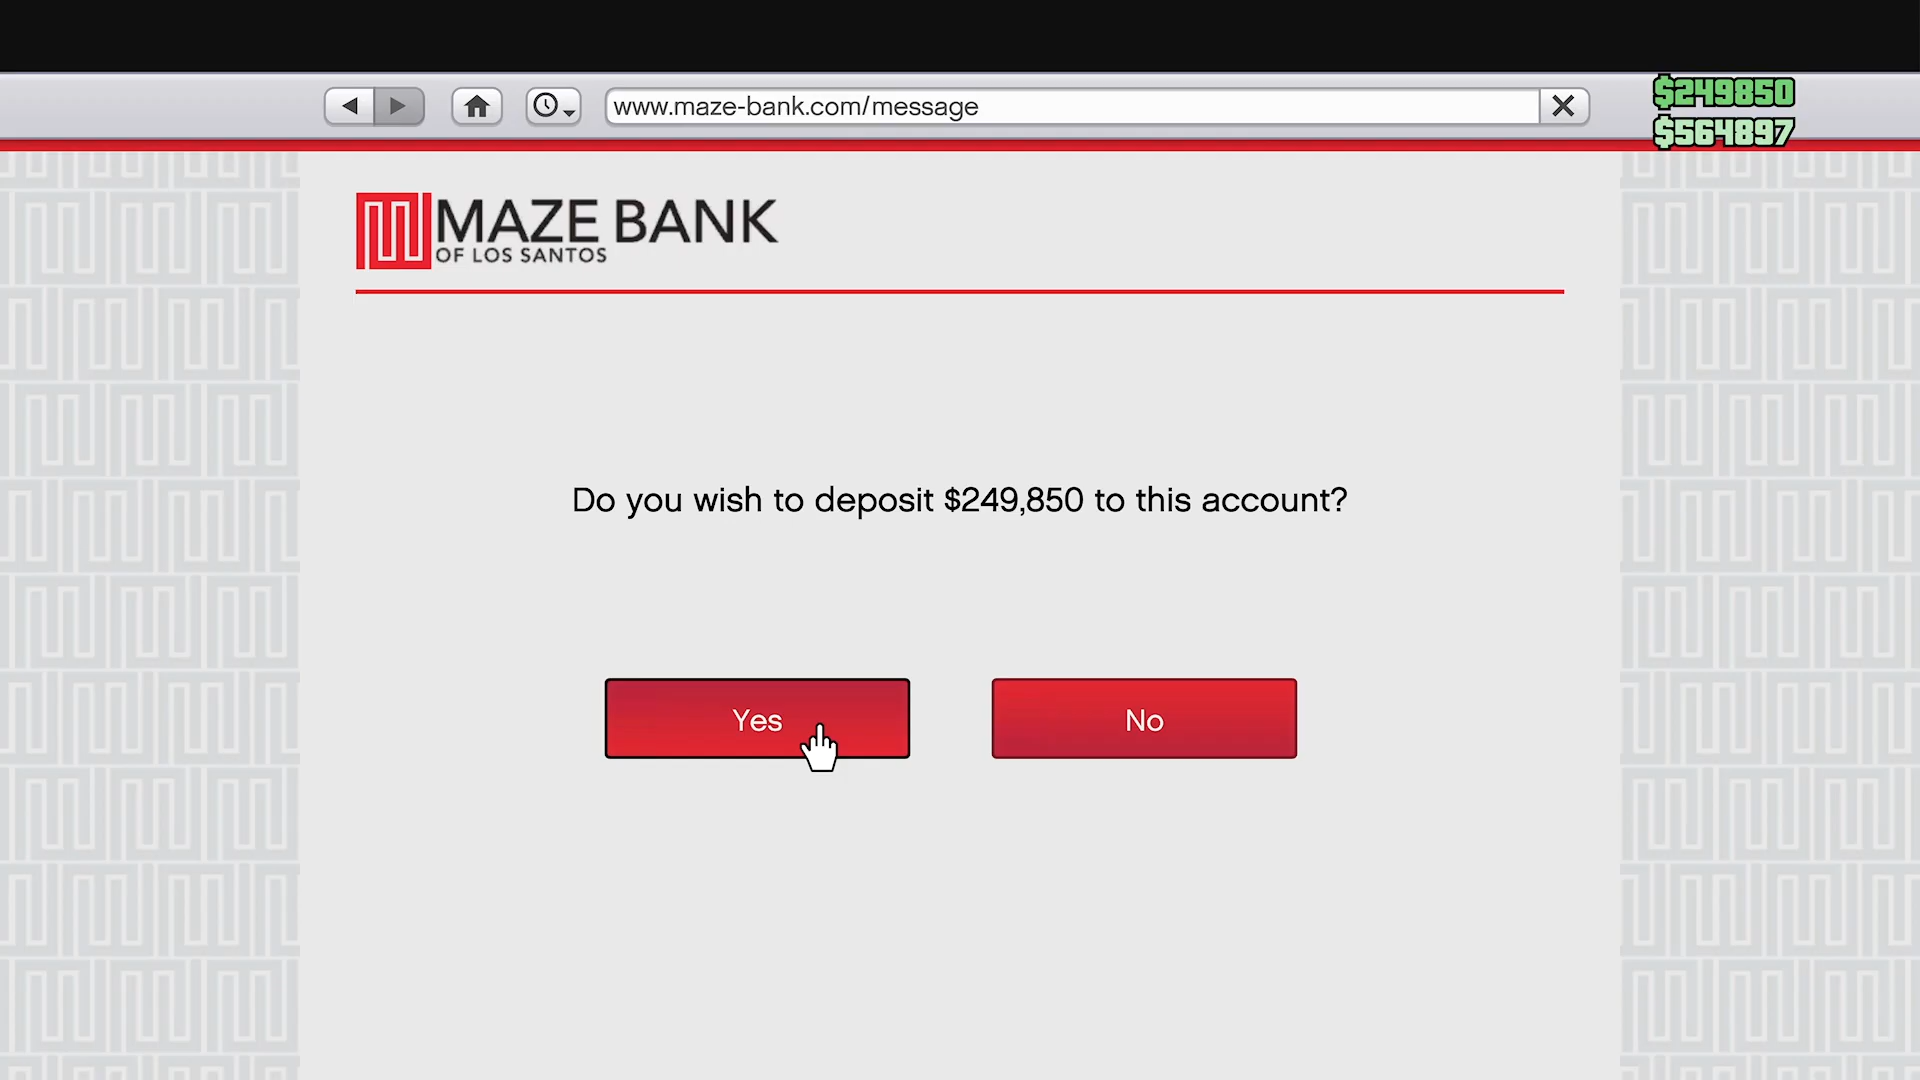 www.maze-bank.com/message
$249850
$564897
MAZE BANK
OF LOS SANTOS
Do you wish to deposit $249,850 to this account?
Yes
No